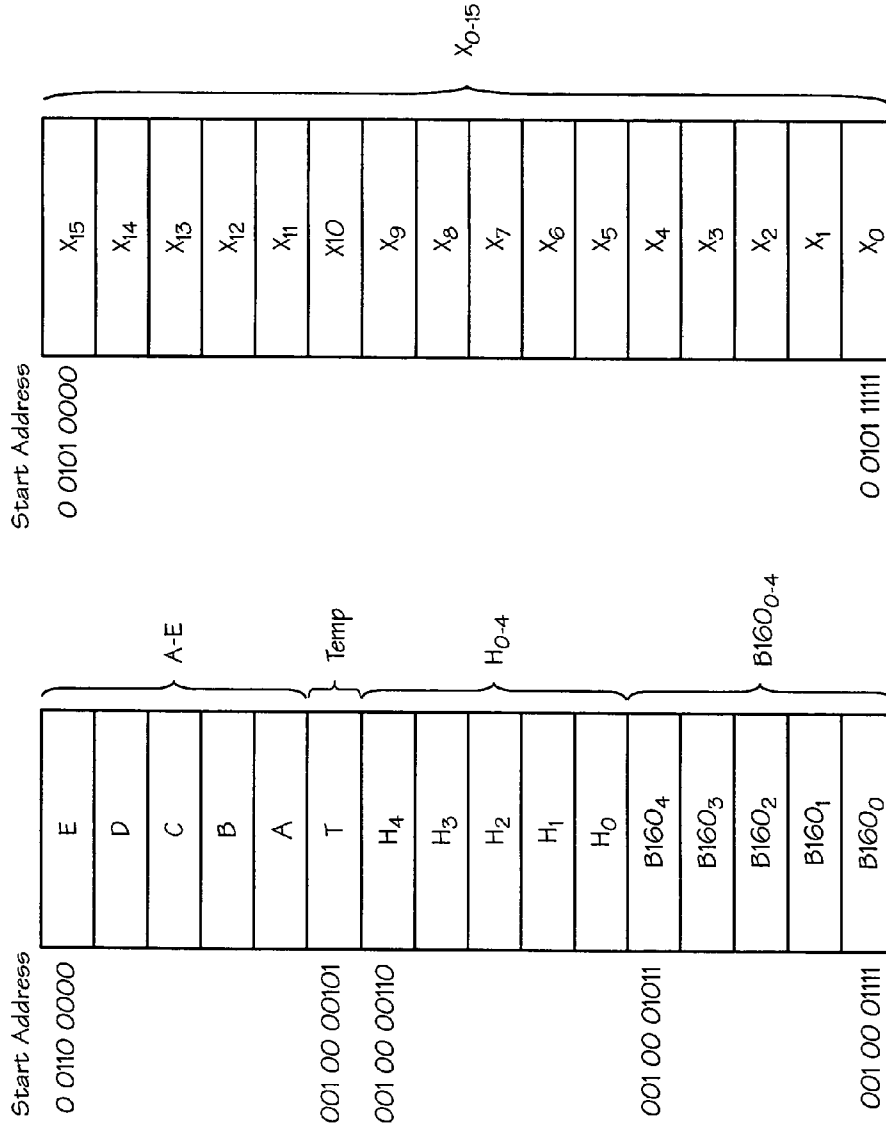 Start Address
0 0110 0000
E
D
C
B
A
A-E
001 00 00101
T
Temp
001 00 00110
H4
H3
H2
H1
H0
H0-4
001 00 01011
B1604
B1603
B1602
B1601
B1600
B1600-4
001 00 01111
Start Address
0 0101 0000
X15
X14
X13
X12
X11
X10
X9
X8
X7
X6
X5
X4
X3
X2
X1
X0
X0-15
0 0101 11111